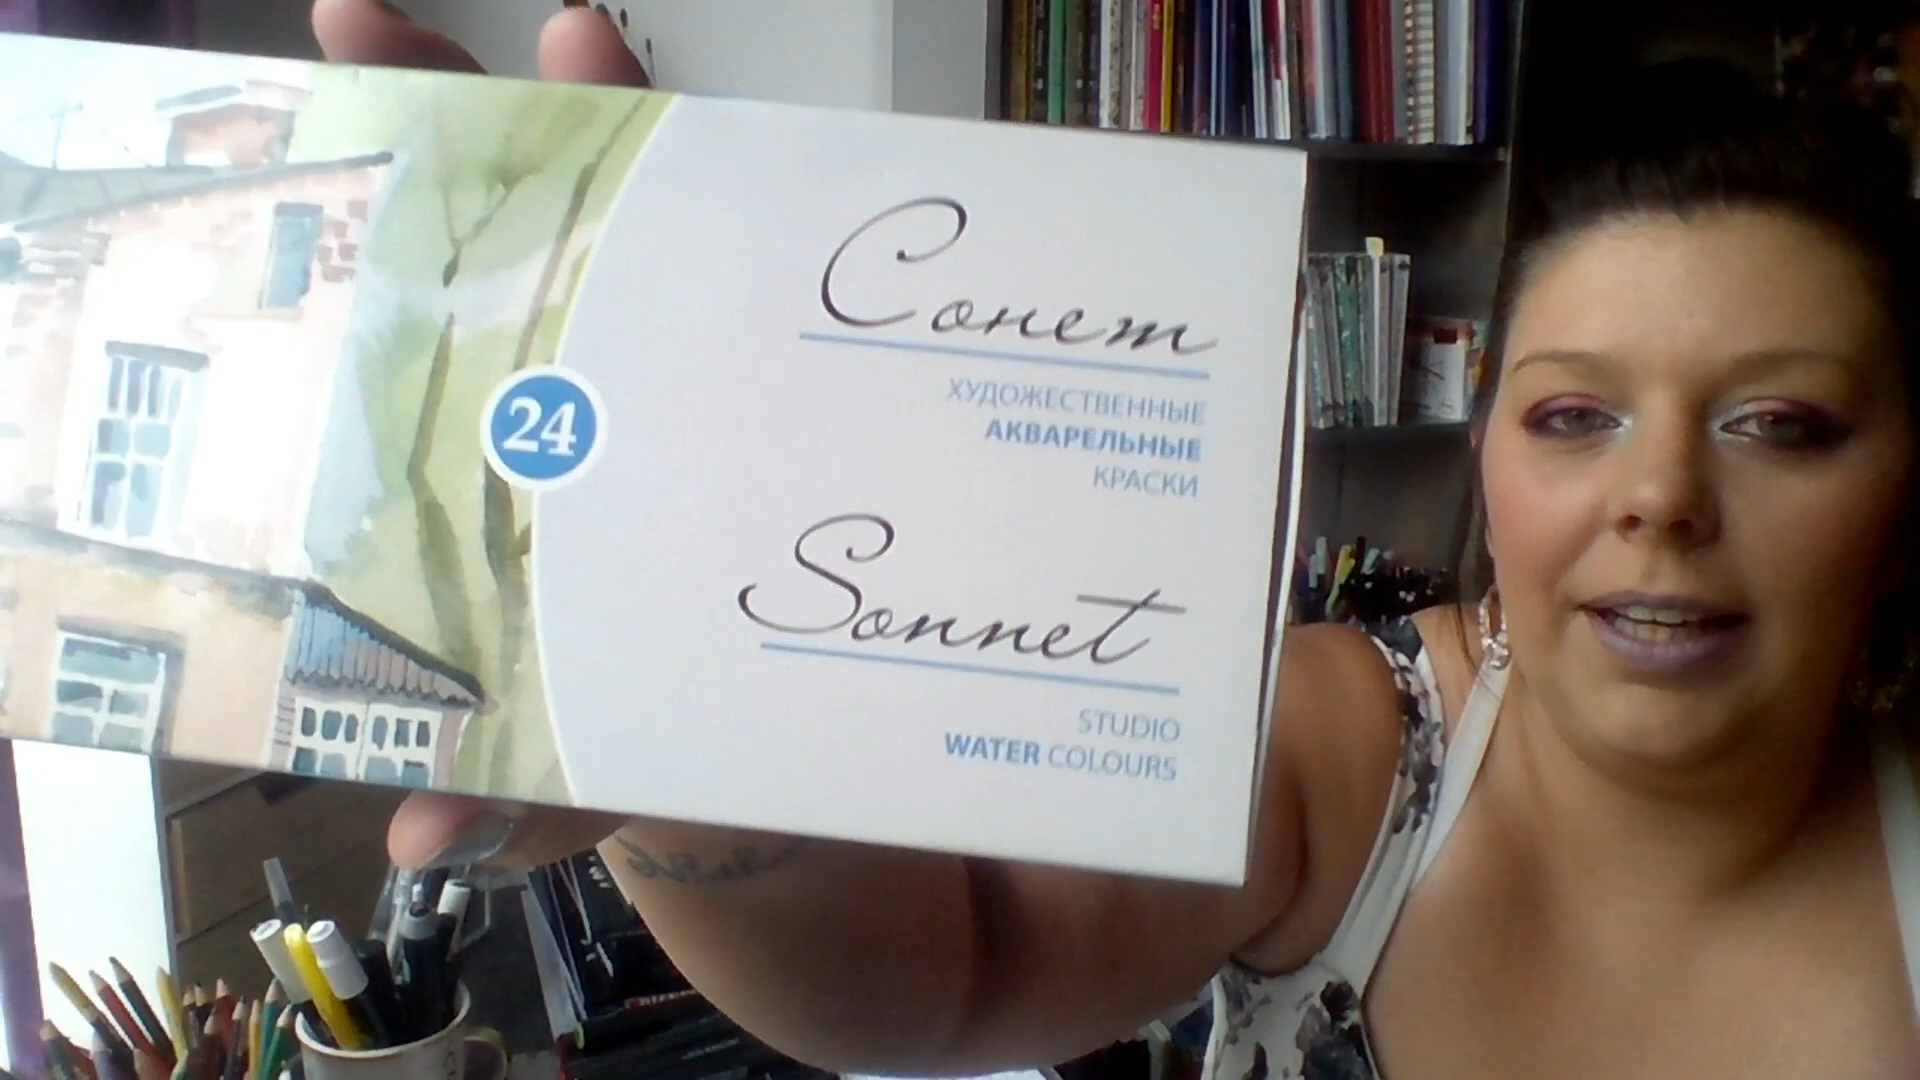 Сонет
ХУДОЖЕСТВЕННЫЕ
АКВАРЕЛЬНЫЕ
КРАСКИ
24
Sonnet
STUDIO
WATER COLOURS